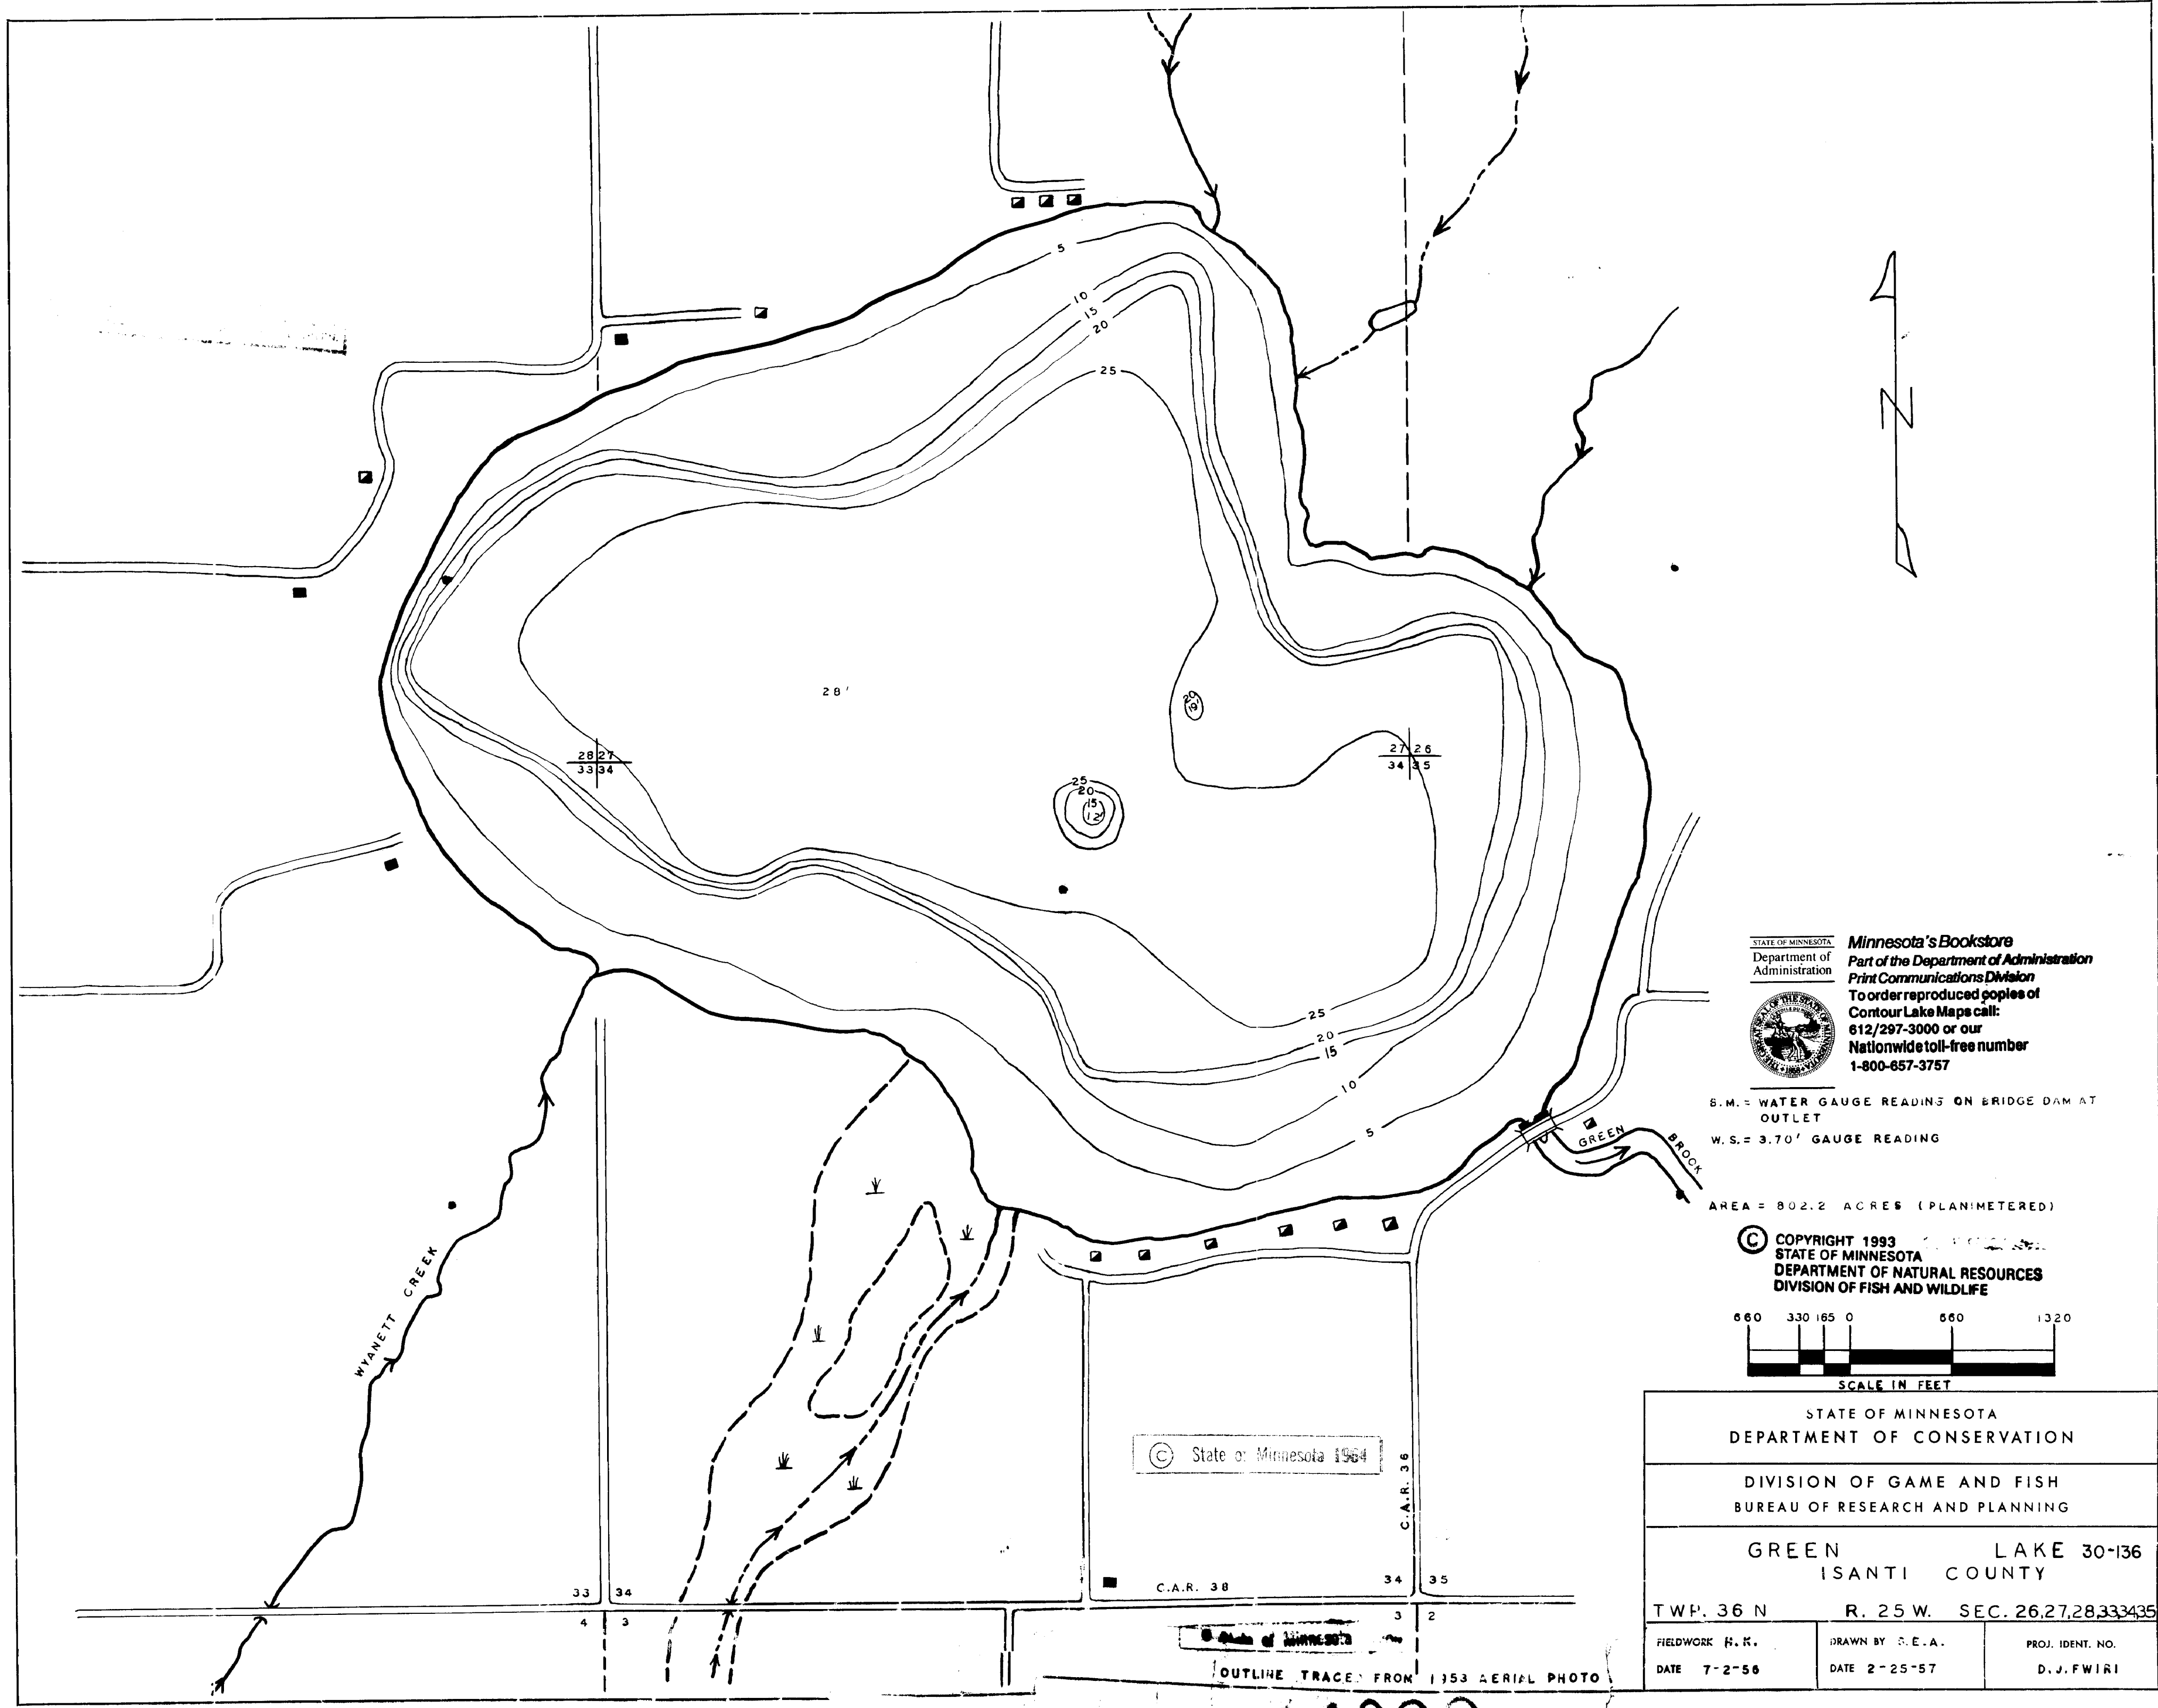 5
10
15
20
25
28'
20
19'
28 27
33 34
27 26
34 35
25
20
15
12'
25
20
15
10
5
WYANETT CREEK
GREEN BROCK
STATE OF MINNESOTA
Department of
Administration
Minnesota's Bookstore
Part of the Department of Administration
Print Communications Division
To order reproduced copies of
Contour Lake Maps call:
612/297-3000 or our
Nationwide toll-free number
1-800-657-3757
B.M. = WATER GAUGE READING ON BRIDGE DAM AT
OUTLET
W.S. = 3.70' GAUGE READING
AREA = 802.2 ACRES (PLANIMETERED)
© COPYRIGHT 1993
STATE OF MINNESOTA
DEPARTMENT OF NATURAL RESOURCES
DIVISION OF FISH AND WILDLIFE
660 330 165 0 660 1320
SCALE IN FEET
© State of Minnesota 1964
C.A.R. 36
C.A.R. 38
33 34
4 3
34 35
3 2
State of Minnesota
OUTLINE TRACED FROM 1953 AERIAL PHOTO
STATE OF MINNESOTA
DEPARTMENT OF CONSERVATION
DIVISION OF GAME AND FISH
BUREAU OF RESEARCH AND PLANNING
GREEN LAKE 30-136
ISANTI COUNTY
TWP. 36 N R. 25 W. SEC. 26,27,28,33,34,35
FIELDWORK H.K.
DATE 7-2-56
DRAWN BY E.A.
DATE 2-25-57
PROJ. IDENT. NO.
D.J.FWIRI
N